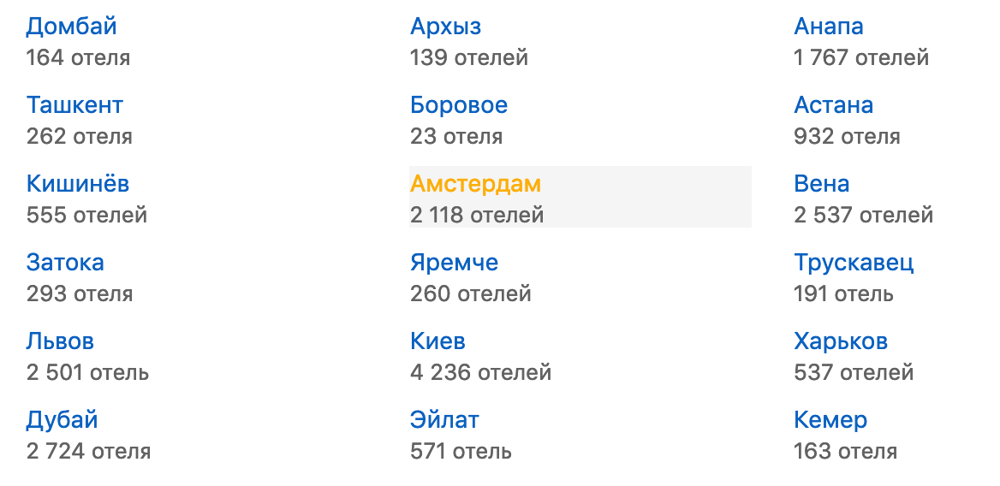 Домбай
164 отеля
Архыз
139 отелей
Анапа
1 767 отелей
Ташкент
262 отеля
Боровое
23 отеля
Астана
932 отеля
Кишинёв
555 отелей
Амстердам
2 118 отелей
Вена
2 537 отелей
Затока
293 отеля
Яремче
260 отелей
Трускавец
191 отель
Львов
2 501 отель
Киев
4 236 отелей
Харьков
537 отелей
Дубай
2 724 отеля
Эйлат
571 отель
Кемер
163 отеля